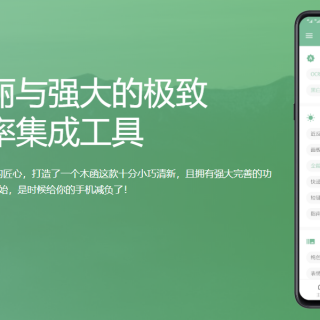 丽与强大的极致
率集成工具
的匠心，打造了一个木函这款十分小巧清新，且拥有强大完善的功
始，是时候给你的手机减负了！